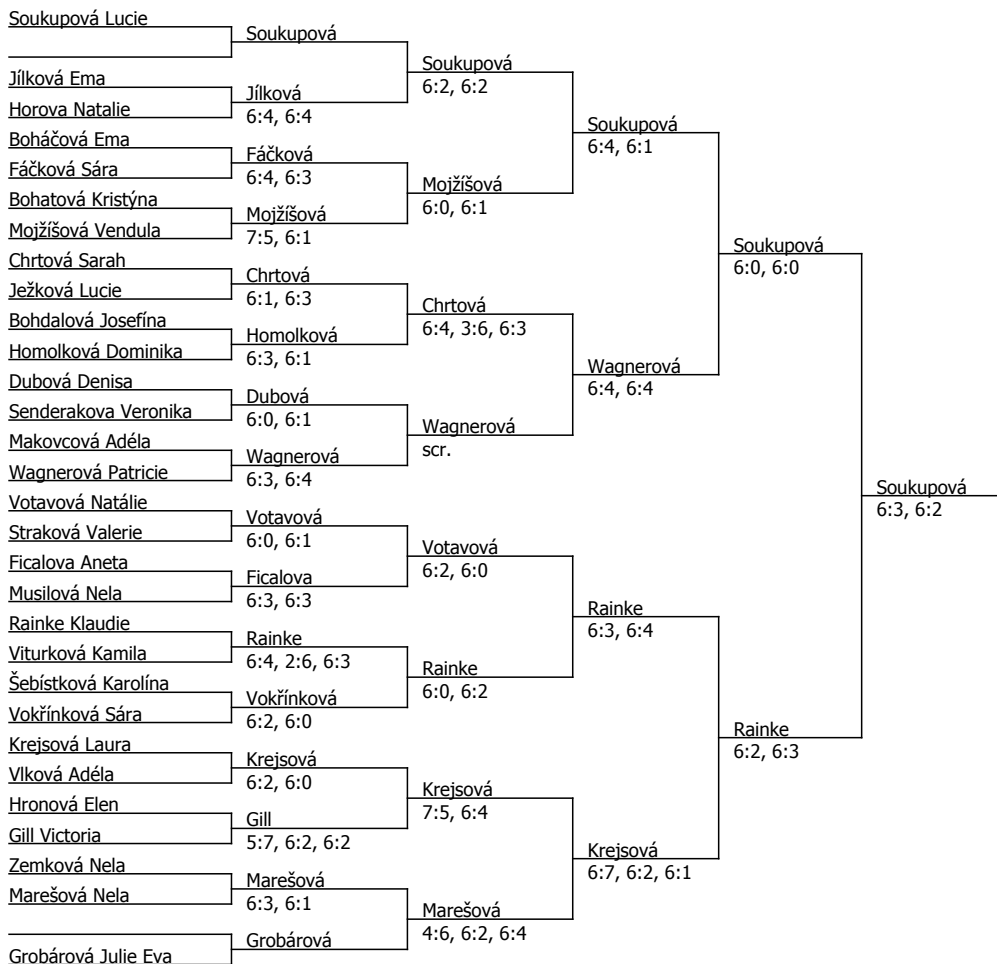 Soukupová Lucie
Jílková Ema
Horova Natalie
Boháčová Ema
Fáčková Sára
Bohatová Kristýna
Mojžíšová Vendula
Chrtová Sarah
Ježková Lucie
Bohdalová Josefína
Homolková Dominika
Dubová Denisa
Senderakova Veronika
Makovcová Adéla
Wagnerová Patricie
Votavová Natálie
Straková Valerie
Ficalova Aneta
Musilová Nela
Rainke Klaudie
Viturková Kamila
Šebístková Karolína
Vokřínková Sára
Krejsová Laura
Vlková Adéla
Hronová Elen
Gill Victoria
Zemková Nela
Marešová Nela
Grobárová Julie Eva
Soukupová
Jílková
6:4, 6:4
Fáčková
6:4, 6:3
Mojžíšová
7:5, 6:1
Chrtová
6:1, 6:3
Homolková
6:3, 6:1
Dubová
6:0, 6:1
Wagnerová
6:3, 6:4
Votavová
6:0, 6:1
Ficalova
6:3, 6:3
Rainke
6:4, 2:6, 6:3
Vokřínková
6:2, 6:0
Krejsová
6:2, 6:0
Gill
5:7, 6:2, 6:2
Marešová
6:3, 6:1
Grobárová
Soukupová
6:2, 6:2
Mojžíšová
6:0, 6:1
Chrtová
6:4, 3:6, 6:3
Wagnerová
scr.
Votavová
6:2, 6:0
Rainke
6:0, 6:2
Krejsová
7:5, 6:4
Marešová
4:6, 6:2, 6:4
Soukupová
6:4, 6:1
Wagnerová
6:4, 6:4
Rainke
6:3, 6:4
Krejsová
6:7, 6:2, 6:1
Soukupová
6:0, 6:0
Rainke
6:2, 6:3
Soukupová
6:3, 6:2